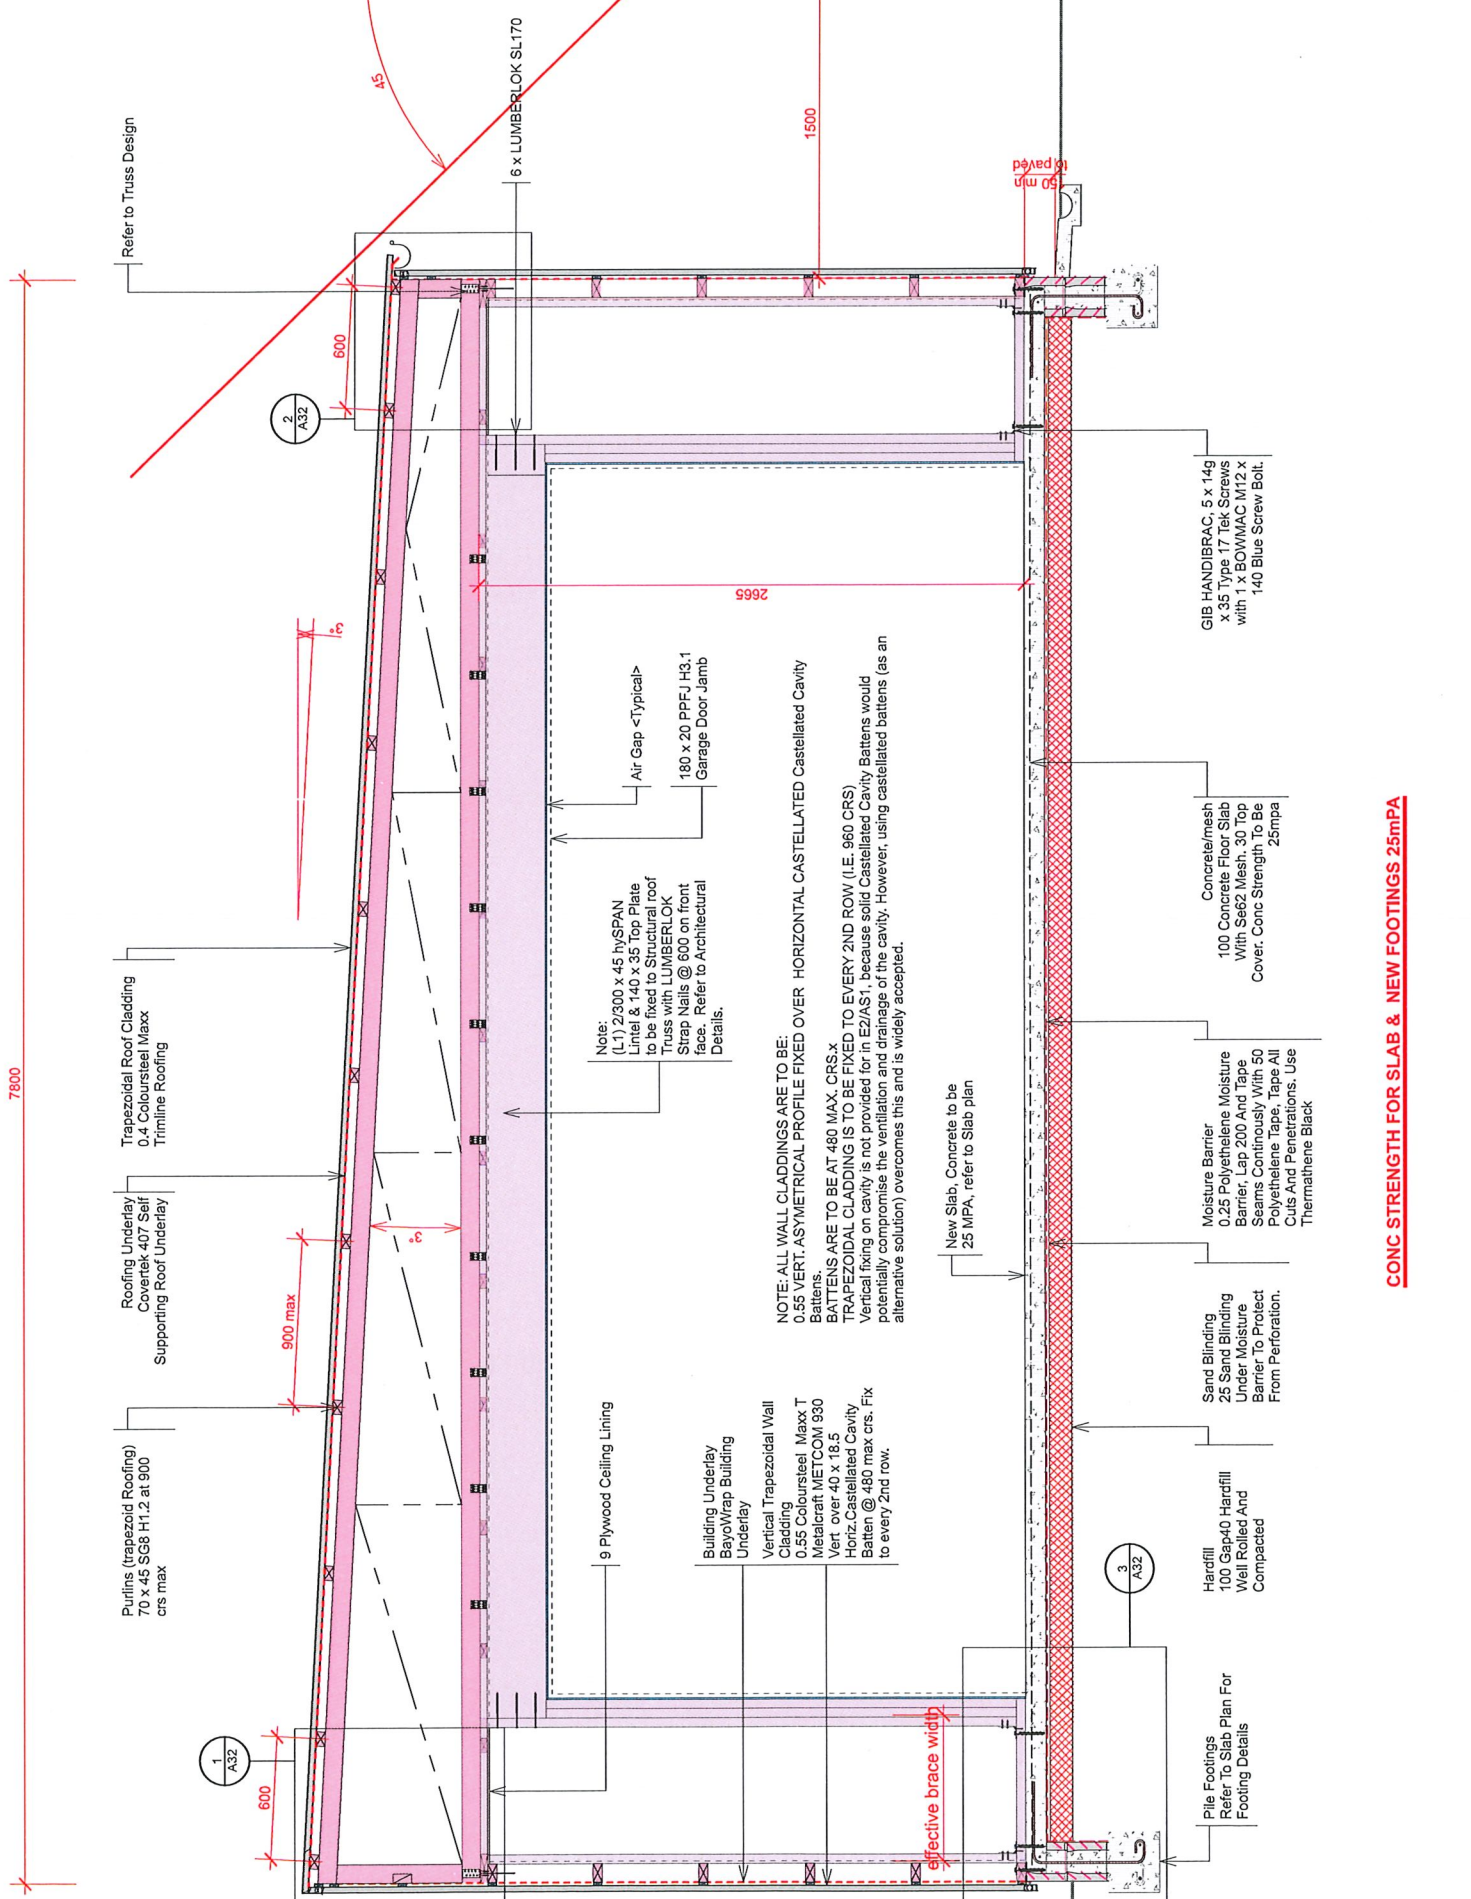 7800
Purlins (trapezoid Roofing)
70 x 45 SG8 H1.2 at 900
crs max
Roofing Underlay
Covertek 407 Self
Supporting Roof Underlay
Trapezoidal Roof Cladding
0.4 Coloursteel Maxx
Trimline Roofing
Refer to Truss Design
1
A32
600
900 max
3°
3°
2
A32
600
45
6 x LUMBERLOK SL170
9 Plywood Ceiling Lining
Note:
(L1) 2/300 x 45 hySPAN
Lintel & 140 x 35 Top Plate
to be fixed to Structural roof
Truss with LUMBERLOK
Strap Nails @ 600 on front
face. Refer to Architectural
Details.
Air Gap <Typical>
180 x 20 PPFJ H3.1
Garage Door Jamb
2665
1500
Building Underlay
BayoWrap Building
Underlay
Vertical Trapezoidal Wall
Cladding
0.55 Coloursteel Maxx T
Metalcraft METCOM 930
Vert over 40 x 18.5
Horiz.Castellated Cavity
Batten @ 480 max crs. Fix
to every 2nd row.
NOTE: ALL WALL CLADDINGS ARE TO BE:
0.55 VERT. ASYMETRICAL PROFILE FIXED OVER HORIZONTAL CASTELLATED Castellated Cavity
Battens.
BATTENS ARE TO BE AT 480 MAX. CRS.x
TRAPEZOIDAL CLADDING IS TO BE FIXED TO EVERY 2ND ROW (I.E. 960 CRS)
Vertical fixing on cavity is not provided for in E2/AS1, because solid Castellated Cavity Battens would
potentially compromise the ventilation and drainage of the cavity. However, using castellated battens (as an
alternative solution) overcomes this and is widely accepted.
effective brace width
New Slab, Concrete to be
25 MPA, refer to Slab plan
50 min
to paved
3
A32
Pile Footings
Refer To Slab Plan For
Footing Details
Hardfill
100 Gap40 Hardfill
Well Rolled And
Compacted
Sand Blinding
25 Sand Blinding
Under Moisture
Barrier To Protect
From Perforation.
Moisture Barrier
0.25 Polyethelene Moisture
Barrier, Lap 200 And Tape
Seams Continously With 50
Polyethelene Tape, Tape All
Cuts And Penetrations. Use
Thermathene Black
Concrete/mesh
100 Concrete Floor Slab
With Se62 Mesh. 30 Top
Cover. Conc Strength To Be
25mpa
GIB HANDIBRAC, 5 x 14g
x 35 Type 17 Tek Screws
with 1 x BOWMAC M12 x
140 Blue Screw Bolt.
CONC STRENGTH FOR SLAB & NEW FOOTINGS 25mPA